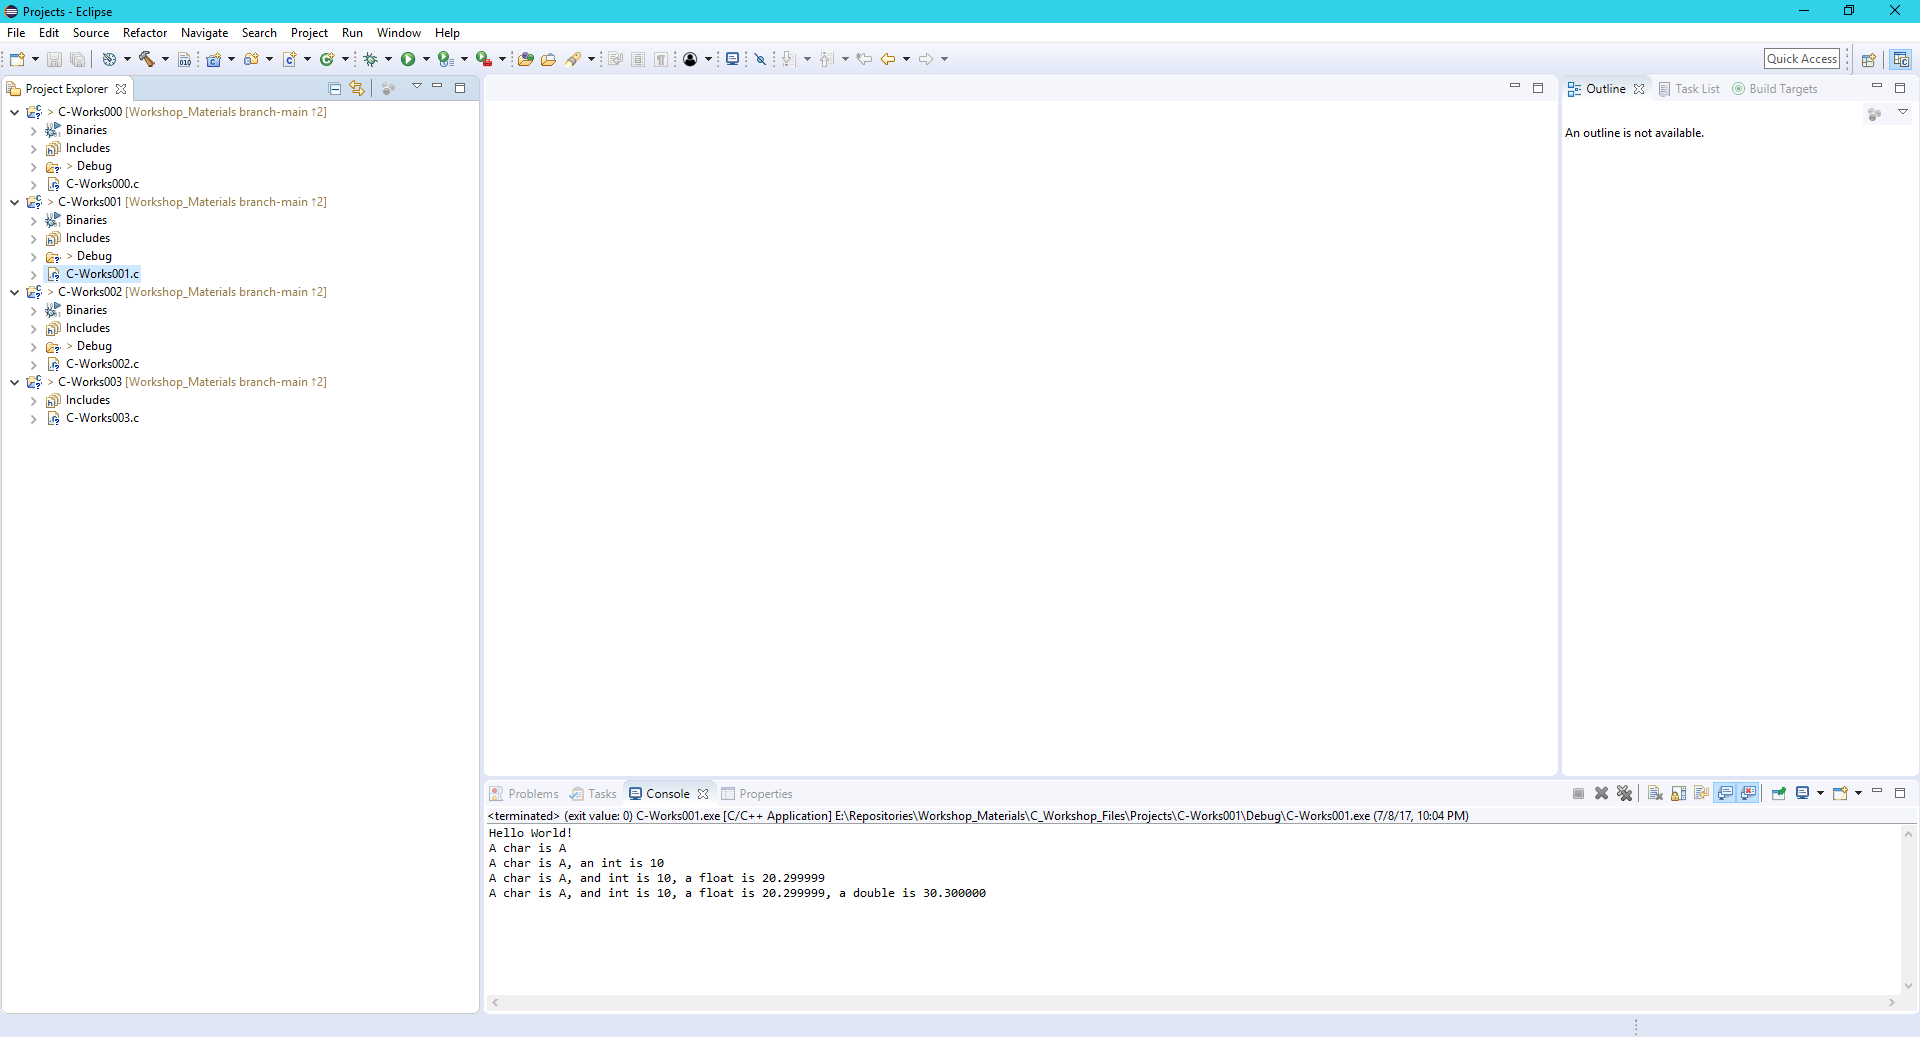 Projects - Eclipse
File Edit Source Refactor Navigate Search Project Run Window Help
Quick Access
Project Explorer
> C-Works000 [Workshop_Materials branch-main ↑2]
Binaries
Includes
> Debug
C-Works000.c
> C-Works001 [Workshop_Materials branch-main ↑2]
Binaries
Includes
> Debug
C-Works001.c
> C-Works002 [Workshop_Materials branch-main ↑2]
Binaries
Includes
> Debug
C-Works002.c
> C-Works003 [Workshop_Materials branch-main ↑2]
Includes
C-Works003.c
Outline Task List Build Targets
An outline is not available.
Problems Tasks Console Properties
<terminated> (exit value: 0) C-Works001.exe [C/C++ Application] E:\Repositories\Workshop_Materials\C_Workshop_Files\Projects\C-Works001\Debug\C-Works001.exe (7/8/17, 10:04 PM)
Hello World!
A char is A
A char is A, an int is 10
A char is A, and int is 10, a float is 20.299999
A char is A, and int is 10, a float is 20.299999, a double is 30.300000